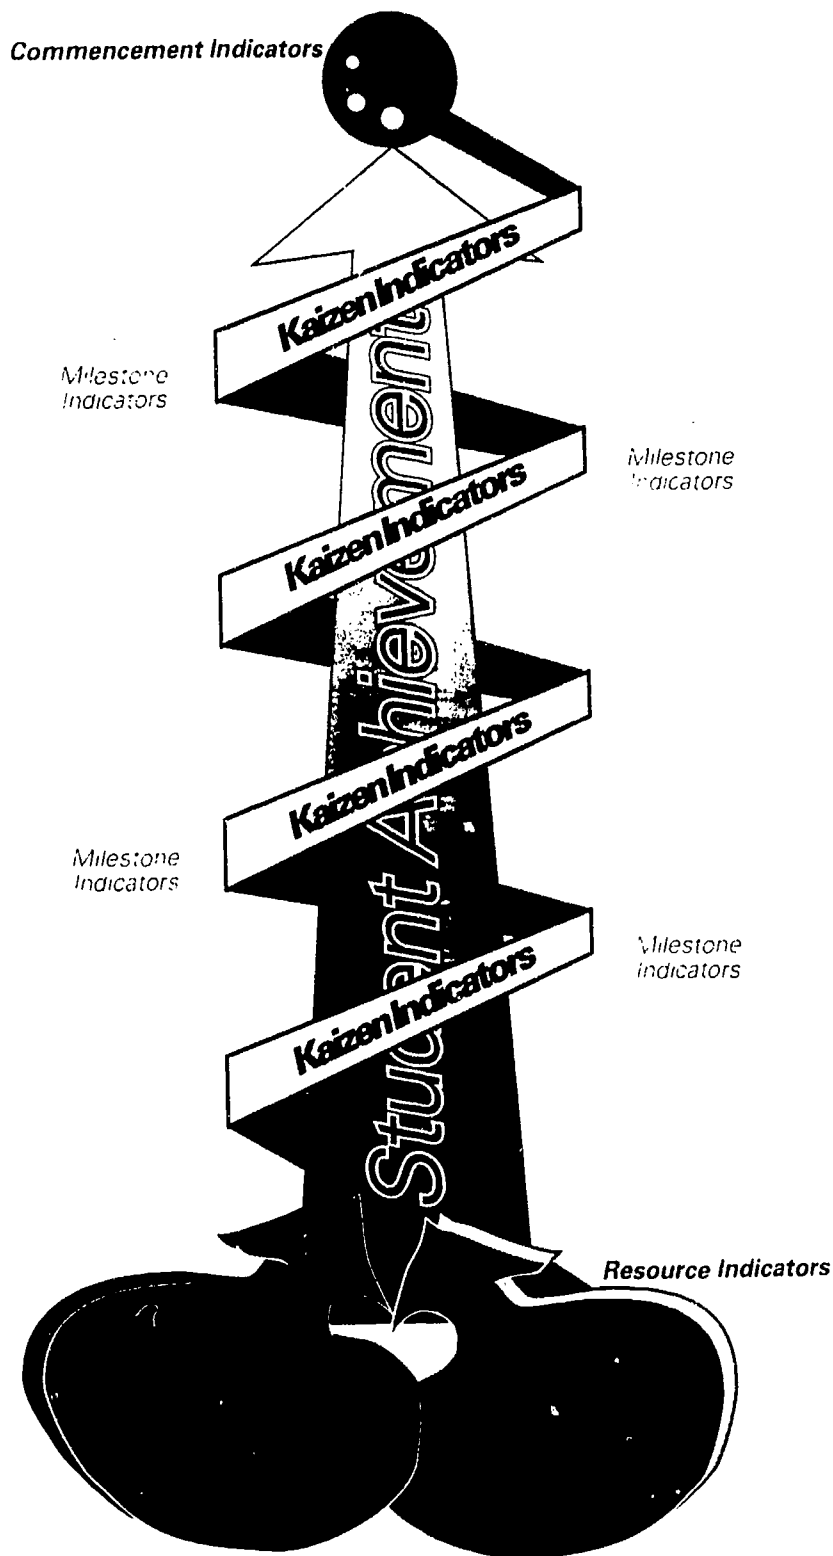 Commencement Indicators
Kaizen Indicators
Milestone
Indicators
Milestone
Indicators
Kaizen Indicators
Kaizen Indicators
Milestone
Indicators
Milestone
Indicators
Kaizen Indicators
Student Achievement
Resource Indicators